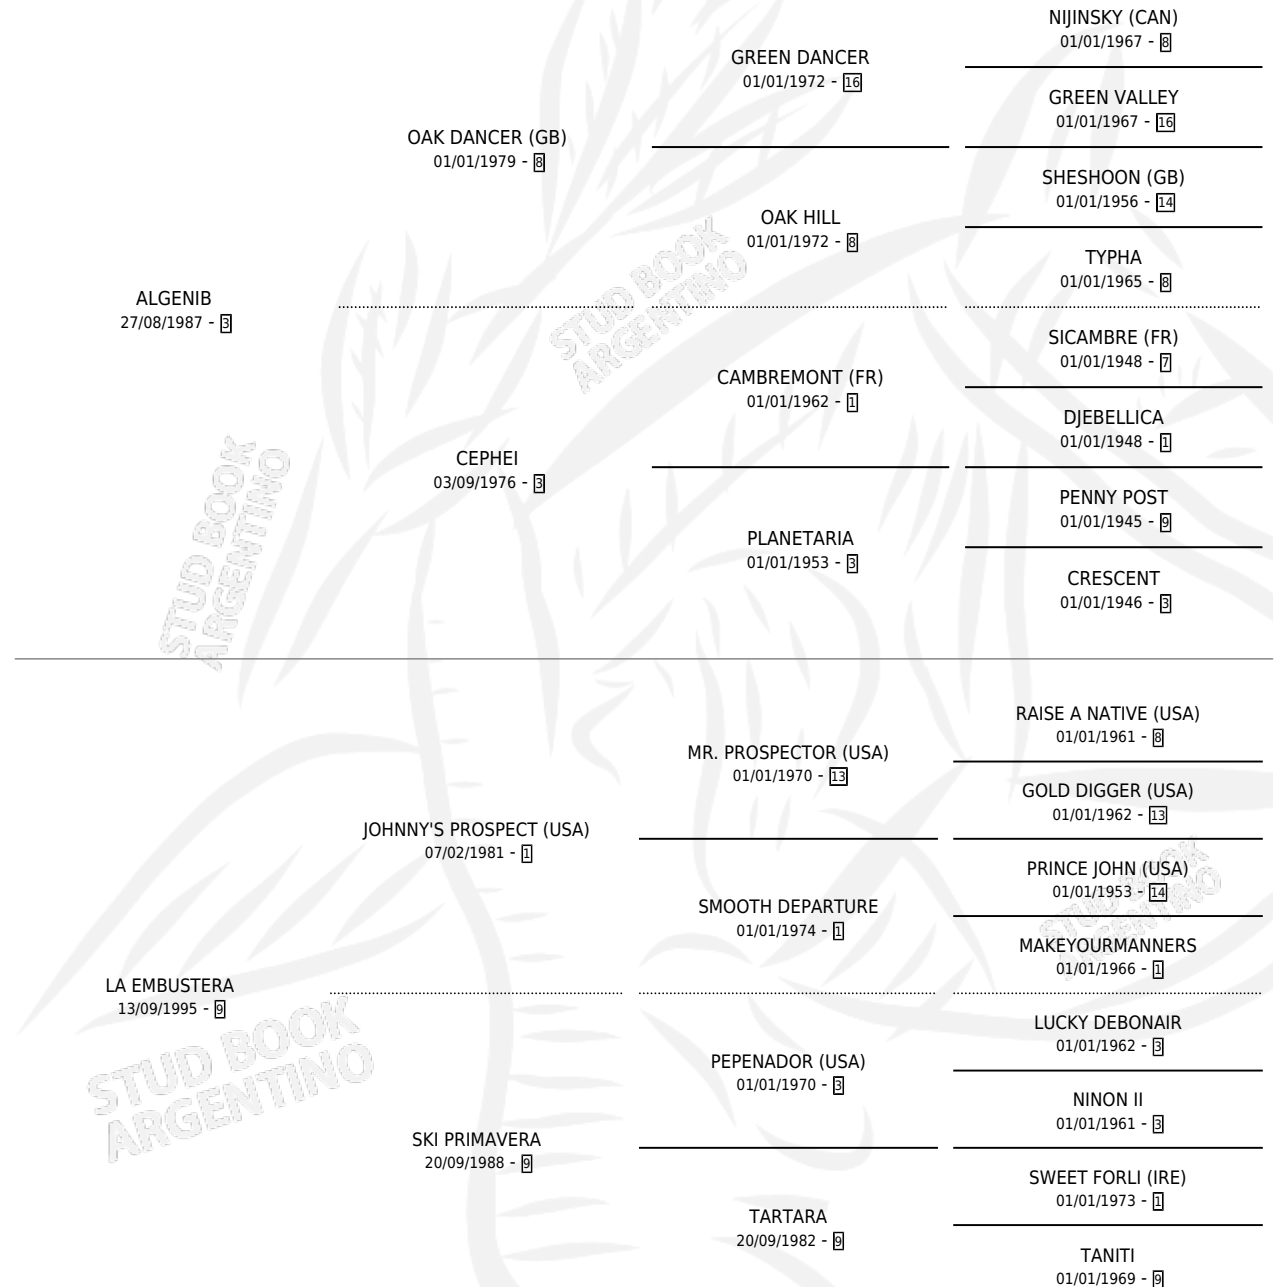 NIJINSKY (CAN)
01/01/1967 - 8
GREEN DANCER
01/01/1972 - 16
GREEN VALLEY
01/01/1967 - 16
OAK DANCER (GB)
01/01/1979 - 8
SHESHOON (GB)
01/01/1956 - 14
OAK HILL
01/01/1972 - 8
TYPHA
01/01/1965 - 8
ALGENIB
27/08/1987 - 3
SICAMBRE (FR)
01/01/1948 - 7
CAMBREMONT (FR)
01/01/1962 - 1
DJEBELLICA
01/01/1948 - 1
CEPHEI
03/09/1976 - 3
PENNY POST
01/01/1945 - 9
PLANETARIA
01/01/1953 - 3
CRESCENT
01/01/1946 - 3
STUD BOOK
ARGENTINO
STUD BOOK
ARGENTINO
RAISE A NATIVE (USA)
01/01/1961 - 8
MR. PROSPECTOR (USA)
01/01/1970 - 13
GOLD DIGGER (USA)
01/01/1962 - 13
JOHNNY'S PROSPECT (USA)
07/02/1981 - 1
PRINCE JOHN (USA)
01/01/1953 - 14
SMOOTH DEPARTURE
01/01/1974 - 1
MAKEYOURMANNERS
01/01/1966 - 1
LA EMBUSTERA
13/09/1995 - 9
LUCKY DEBONAIR
01/01/1962 - 3
PEPENADOR (USA)
01/01/1970 - 3
NINON II
01/01/1961 - 3
SKI PRIMAVERA
20/09/1988 - 9
SWEET FORLI (IRE)
01/01/1973 - 1
TARTARA
20/09/1982 - 9
TANITI
01/01/1969 - 9
STUD BOOK
ARGENTINO
STUD BOOK
ARGENTINO